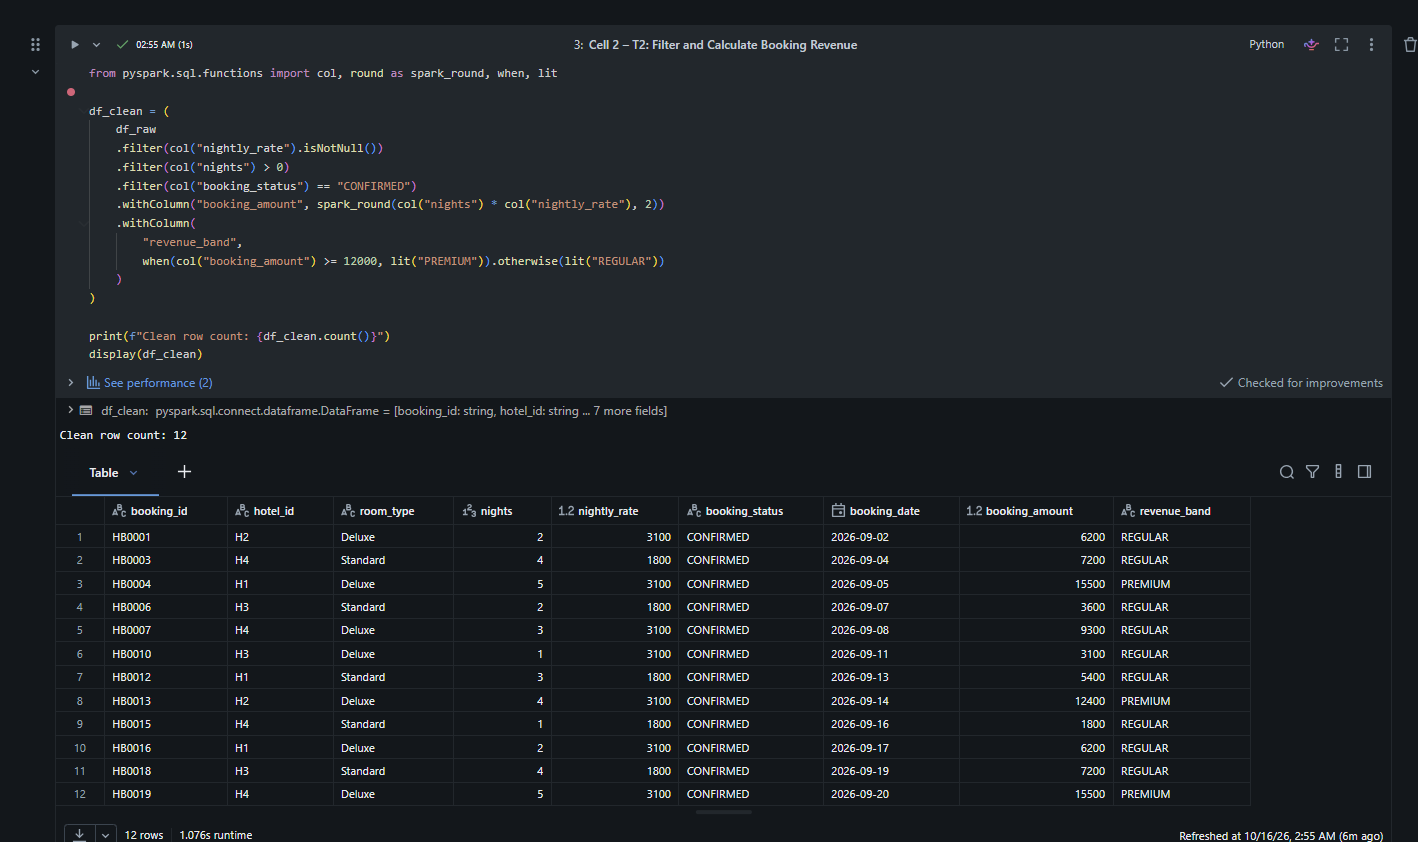 02:55 AM (1s)
3: Cell 2 – T2: Filter and Calculate Booking Revenue
Python
from pyspark.sql.functions import col, round as spark_round, when, lit
df_clean = (
    df_raw
    .filter(col("nightly_rate").isNotNull())
    .filter(col("nights") > 0)
    .filter(col("booking_status") == "CONFIRMED")
    .withColumn("booking_amount", spark_round(col("nights") * col("nightly_rate"), 2))
    .withColumn(
        "revenue_band",
        when(col("booking_amount") >= 12000, lit("PREMIUM")).otherwise(lit("REGULAR"))
    )
)
print(f"Clean row count: {df_clean.count()}")
display(df_clean)
See performance (2)
Checked for improvements
df_clean: pyspark.sql.connect.dataframe.DataFrame = [booking_id: string, hotel_id: string ... 7 more fields]
Clean row count: 12
Table
booking_id hotel_id room_type 123 nights 1.2 nightly_rate booking_status booking_date 1.2 booking_amount revenue_band
1 HB0001 H2 Deluxe 2 3100 CONFIRMED 2026-09-02 6200 REGULAR
2 HB0003 H4 Standard 4 1800 CONFIRMED 2026-09-04 7200 REGULAR
3 HB0004 H1 Deluxe 5 3100 CONFIRMED 2026-09-05 15500 PREMIUM
4 HB0006 H3 Standard 2 1800 CONFIRMED 2026-09-07 3600 REGULAR
5 HB0007 H4 Deluxe 3 3100 CONFIRMED 2026-09-08 9300 REGULAR
6 HB0010 H3 Deluxe 1 3100 CONFIRMED 2026-09-11 3100 REGULAR
7 HB0012 H1 Standard 3 1800 CONFIRMED 2026-09-13 5400 REGULAR
8 HB0013 H2 Deluxe 4 3100 CONFIRMED 2026-09-14 12400 PREMIUM
9 HB0015 H4 Standard 1 1800 CONFIRMED 2026-09-16 1800 REGULAR
10 HB0016 H1 Deluxe 2 3100 CONFIRMED 2026-09-17 6200 REGULAR
11 HB0018 H3 Standard 4 1800 CONFIRMED 2026-09-19 7200 REGULAR
12 HB0019 H4 Deluxe 5 3100 CONFIRMED 2026-09-20 15500 PREMIUM
12 rows 1.076s runtime
Refreshed at 10/16/26, 2:55 AM (6m ago)